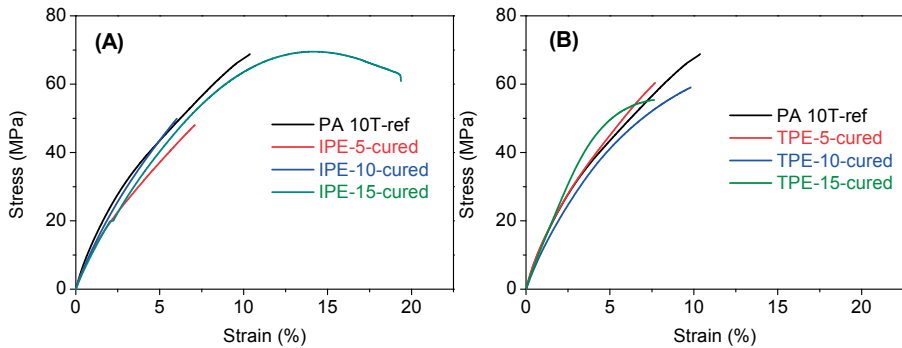 (A)
80
60
40
20
0
Stress (MPa)
PA 10T-ref
IPE-5-cured
IPE-10-cured
IPE-15-cured
0 5 10 15 20
Strain (%)
(B)
80
60
40
20
0
Stress (MPa)
PA 10T-ref
TPE-5-cured
TPE-10-cured
TPE-15-cured
0 5 10 15 20
Strain (%)